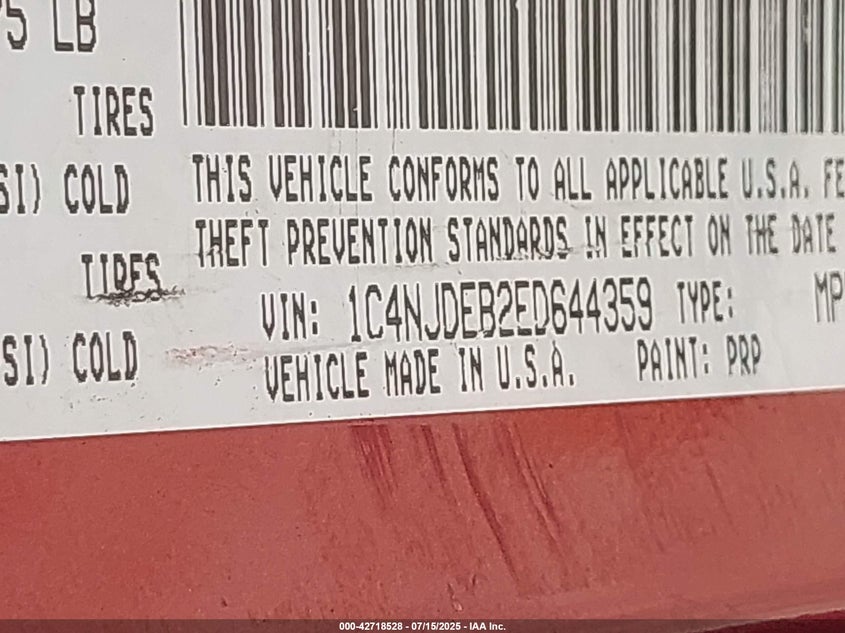 75 LB
TIRES
SI) COLD
TIRES
SI) COLD
THIS VEHICLE CONFORMS TO ALL APPLICABLE U.S.A. FE
THEFT PREVENTION STANDARDS IN EFFECT ON THE DATE
VIN: 1C4NJDEB2ED644359 TYPE: MP
VEHICLE MADE IN U.S.A. PAINT: PRP
000-42718528 - 07/15/2025 - IAA Inc.